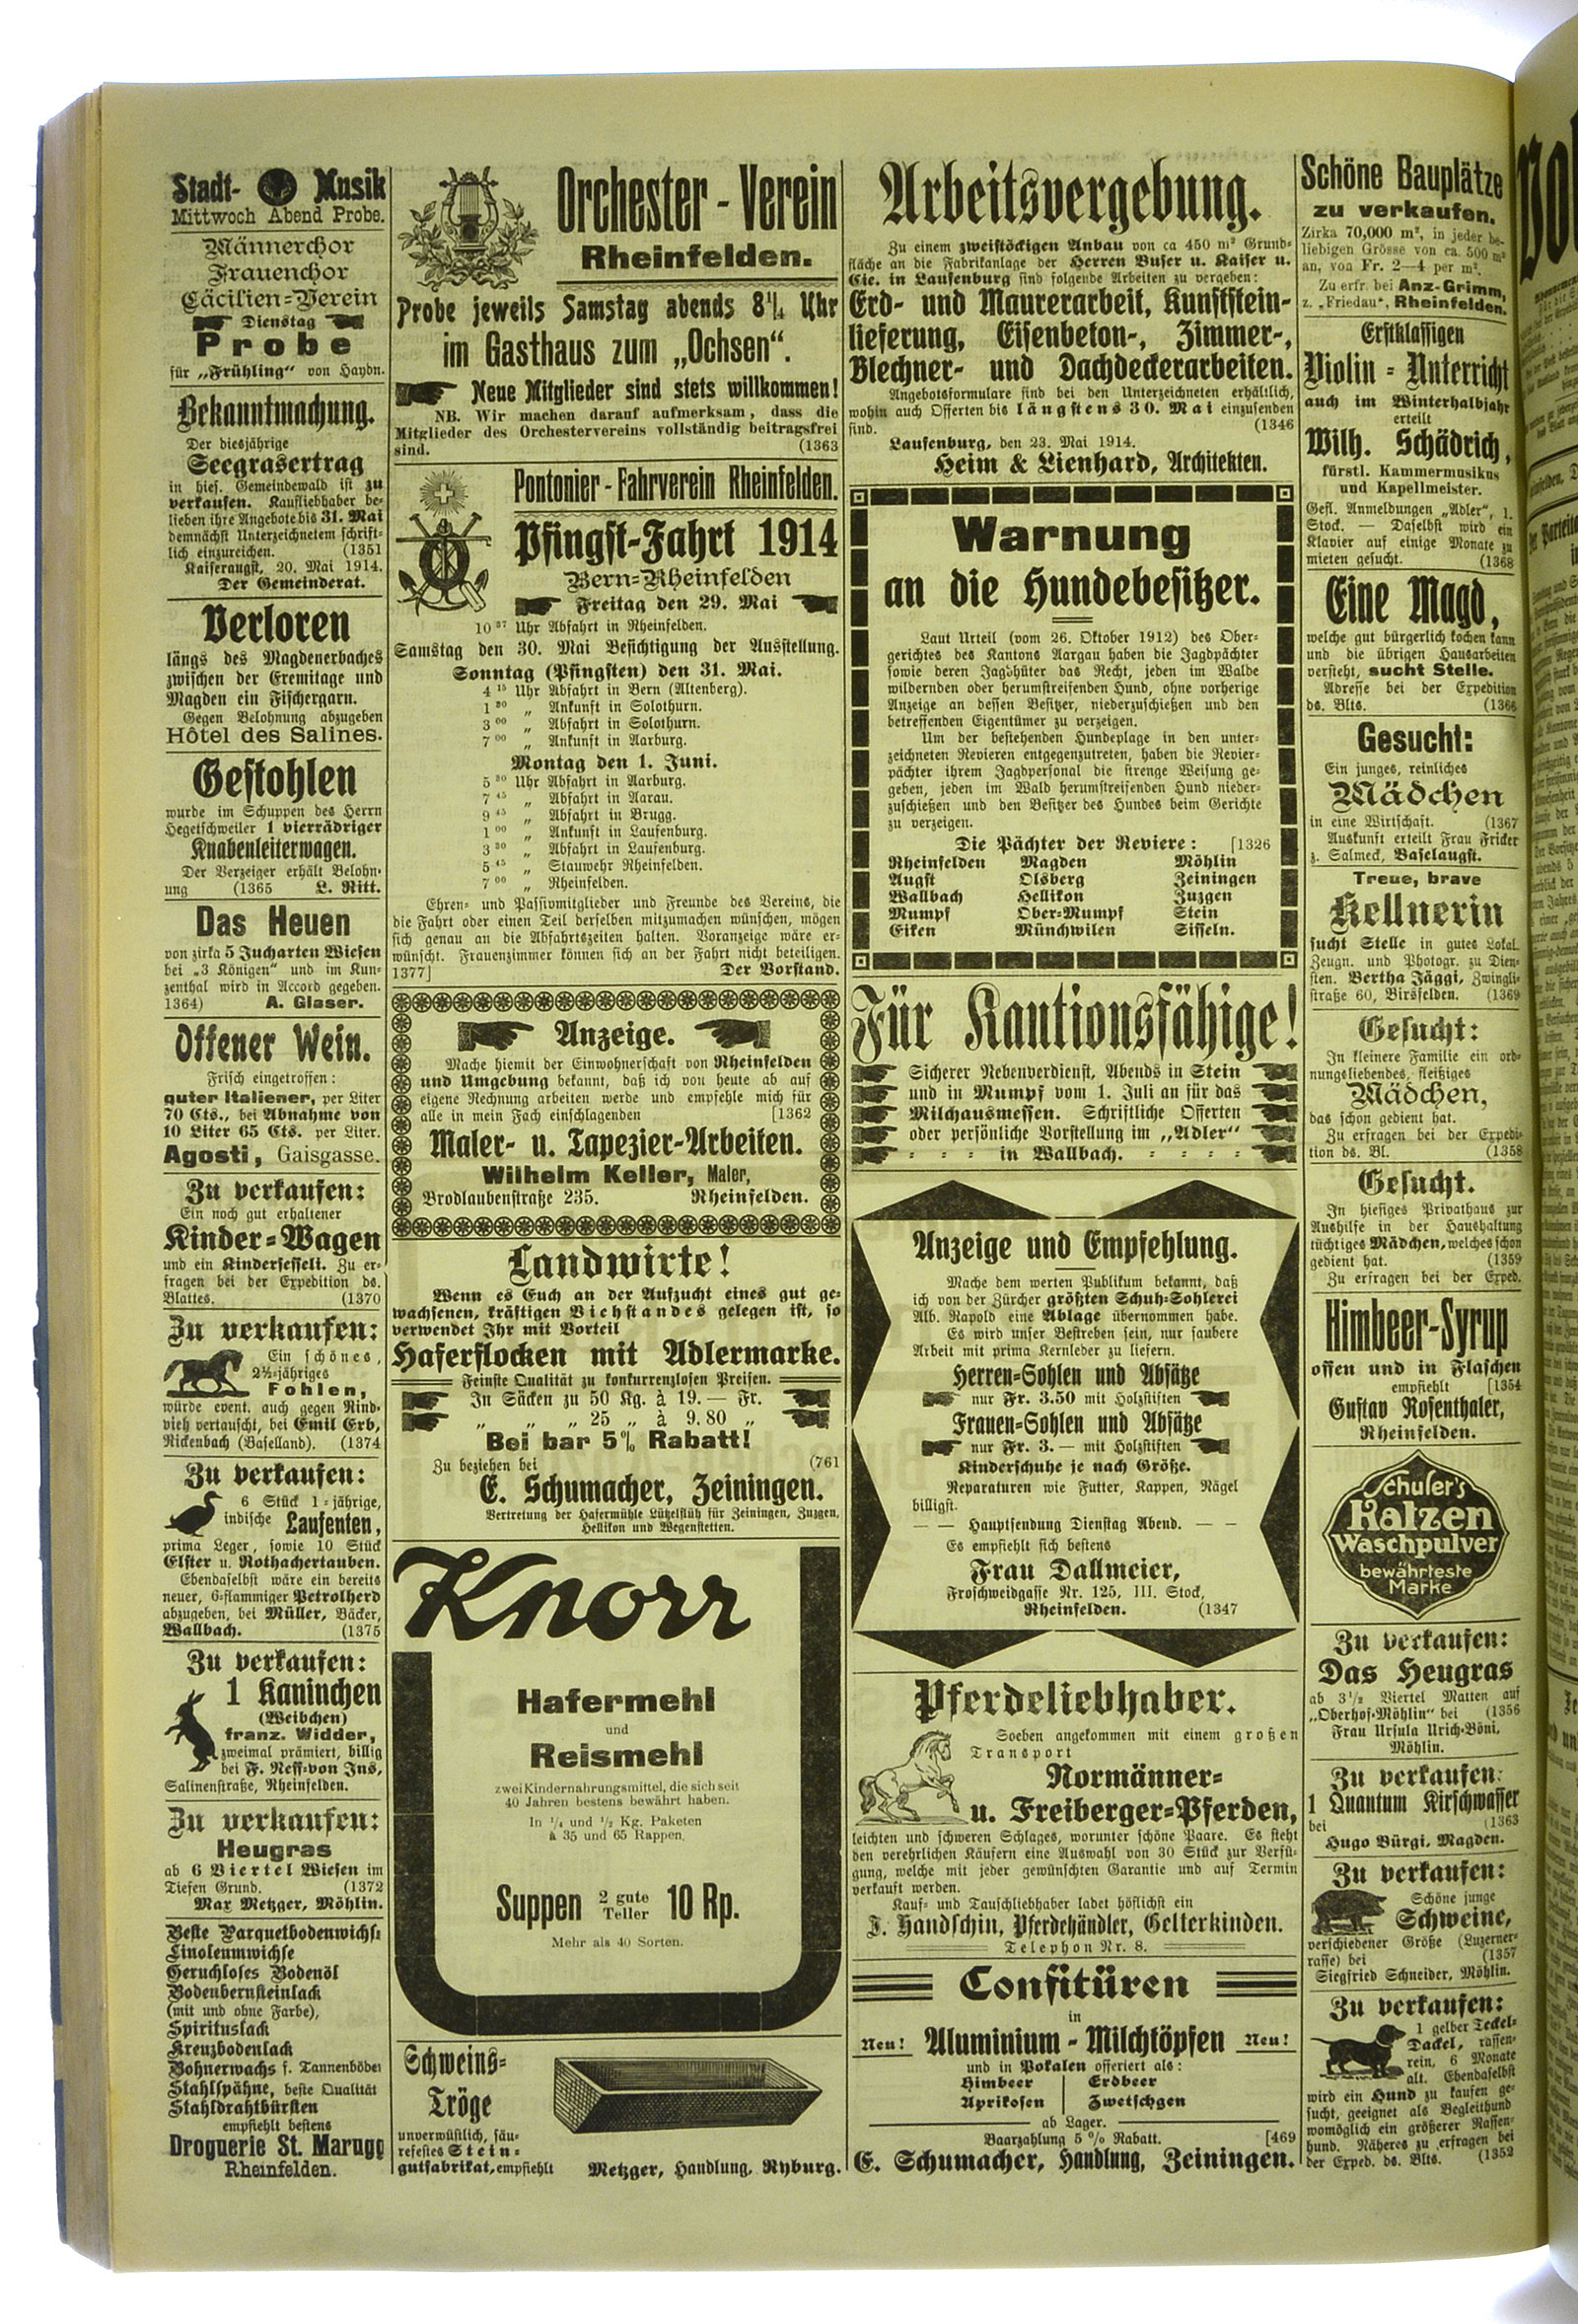 Stadt- Musik
Mittwoch Abend Probe.
Männerchor
Frauenchor
Cäcilien-Verein
Dienstag
Probe
für „Frühling" von Haydn.
Bekanntmachung.
Der diesjährige
Seegrasertrag
in hies. Gemeindewald ist zu
verkaufen. Kaufliebhaber be-
lieben ihre Angebote bis 31. Mai
demnächst Unterzeichnetem schrift-
lich einzureichen. (1351
Kaiseraugst, 20. Mai 1914.
Der Gemeinderat.
Verloren
längs des Magdenerbaches
zwischen der Eremitage und
Magden ein Fischergarn.
Gegen Belohnung abzugeben
Hôtel des Salines.
Gestohlen
wurde im Schuppen des Herrn
Hegetschweiler 1 vierrädriger
Knabenleiterwagen.
Der Verzeiger erhält Belohn-
ung (1365 L. Ritt.
Das Heuen
von zirka 5 Jucharten Wiesen
bei „3 Königen" und im Kun-
zenthal wird in Accord gegeben.
1364) A. Glaser.
Offener Wein.
Frisch eingetroffen:
guter Italiener, per Liter
70 Cts., bei Abnahme von
10 Liter 65 Cts. per Liter.
Agosti, Gaisgasse.
Zu verkaufen:
Ein noch gut erhaltener
Kinder-Wagen
und ein Kindersesseli. Zu er-
fragen bei der Expedition ds.
Blattes. (1370
Zu verkaufen:
Ein schönes,
2½-jähriges
Fohlen,
würde event. auch gegen Rind-
vieh vertauscht, bei Emil Erb,
Rickenbach (Baselland). (1374
Zu verkaufen:
6 Stück 1-jährige,
indische Laufenten,
prima Leger, sowie 10 Stück
Elster u. Rothachertauben.
Ebendaselbst wäre ein bereits
neuer, 6-flammiger Petrolherd
abzugeben, bei Müller, Bäcker,
Wallbach. (1375
Zu verkaufen:
1 Kaninchen
(Weibchen)
franz. Widder,
zweimal prämiert, billig
bei F. Neff-von Ins,
Salinenstraße, Rheinfelden.
Zu verkaufen:
Heugras
ab 6 Viertel Wiesen im
Tiefen Grund. (1372
Max Metzger, Möhlin.
Beste Parquetbodenwichse
Linoleumwichse
Geruchloses Bodenöl
Bodenbernsteinlack
(mit und ohne Farbe),
Spirituslack
Kreuzbodenlack
Bohnerwachs f. Tannenböden
Stahlspähne, beste Qualität
Stahldrahtbürsten
empfiehlt bestens
Droguerie St. Marugg
Rheinfelden.
Orchester-Verein
Rheinfelden.
Probe jeweils Samstag abends 8¼ Uhr
im Gasthaus zum „Ochsen".
Neue Mitglieder sind stets willkommen!
NB. Wir machen darauf aufmerksam, dass die
Mitglieder des Orchestervereins vollständig beitragsfrei
sind. (1363
Pontonier-Fahrverein Rheinfelden.
Pfingst-Fahrt 1914
Bern-Rheinfelden
Freitag den 29. Mai
10 37 Uhr Abfahrt in Rheinfelden.
Samstag den 30. Mai Besichtigung der Ausstellung.
Sonntag (Pfingsten) den 31. Mai.
4 15 Uhr Abfahrt in Bern (Altenberg).
1 30 „ Ankunft in Solothurn.
3 00 „ Abfahrt in Solothurn.
7 00 „ Ankunft in Aarburg.
Montag den 1. Juni.
5 30 Uhr Abfahrt in Aarburg.
7 45 „ Abfahrt in Aarau.
9 45 „ Abfahrt in Brugg.
1 00 „ Ankunft in Laufenburg.
3 30 „ Abfahrt in Laufenburg.
5 45 „ Stauwehr Rheinfelden.
7 00 „ Rheinfelden.
Ehren- und Passivmitglieder und Freunde des Vereins, die
die Fahrt oder einen Teil derselben mitzumachen wünschen, mögen
sich genau an die Abfahrtszeiten halten. Voranzeige wäre er-
wünscht. Frauenzimmer können sich an der Fahrt nicht beteiligen.
1377] Der Vorstand.
Anzeige.
Mache hiemit der Einwohnerschaft von Rheinfelden
und Umgebung bekannt, daß ich von heute ab auf
eigene Rechnung arbeiten werde und empfehle mich für
alle in mein Fach einschlagenden [1362
Maler- u. Tapezier-Arbeiten.
Wilhelm Keller, Maler,
Brodlaubenstraße 235. Rheinfelden.
Landwirte!
Wenn es Euch an der Aufzucht eines gut ge-
wachsenen, kräftigen Viehstandes gelegen ist, so
verwendet Ihr mit Vorteil
Haferflocken mit Adlermarke.
Feinste Qualität zu konkurrenzlosen Preisen.
In Säcken zu 50 Kg. à 19.— Fr.
„ „ „ 25 „ à 9.80 „
Bei bar 5% Rabatt!
Zu beziehen bei (761
E. Schumacher, Zeiningen.
Vertretung der Hafermühle Lützelflüh für Zeiningen, Zuzgen,
Hellikon und Wegenstetten.
Knorr
Hafermehl
und
Reismehl
zwei Kindernahrungsmittel, die sich seit
40 Jahren bestens bewährt haben.
In ¼ und ½ Kg. Paketen
à 35 und 65 Rappen.
Suppen 2 gute Teller 10 Rp.
Mehr als 40 Sorten.
Schweins-
Tröge
unverwüstlich, säu-
refestes Stein-
gutfabrikat, empfiehlt Metzger, Handlung, Ryburg.
Arbeitsvergebung.
Zu einem zweistöckigen Anbau von ca 450 m² Grund-
fläche an die Fabrikanlage der Herren Buser u. Kaiser u.
Cie. in Laufenburg sind folgende Arbeiten zu vergeben:
Erd- und Maurerarbeit, Kunststein-
lieferung, Eisenbeton-, Zimmer-,
Blechner- und Dachdeckerarbeiten.
Angebotsformulare sind bei den Unterzeichneten erhältlich,
wohin auch Offerten bis längstens 30. Mai einzusenden
sind. (1346
Laufenburg, den 23. Mai 1914.
Heim & Lienhard, Architekten.
Warnung
an die Hundebesitzer.
Laut Urteil (vom 26. Oktober 1912) des Ober-
gerichtes des Kantons Aargau haben die Jagdpächter
sowie deren Jagdhüter das Recht, jeden im Walde
wildernden oder herumstreifenden Hund, ohne vorherige
Anzeige an dessen Besitzer, niederzuschießen und den
betreffenden Eigentümer zu verzeigen.
Um der bestehenden Hundeplage in den unter-
zeichneten Revieren entgegenzutreten, haben die Revier-
pächter ihrem Jagdpersonal die strenge Weisung ge-
geben, jeden im Wald herumstreifenden Hund nieder-
zuschießen und den Besitzer des Hundes beim Gerichte
zu verzeigen.
Die Pächter der Reviere: [1326
Rheinfelden Magden Möhlin
Augst Olsberg Zeiningen
Wallbach Hellikon Zuzgen
Mumpf Ober-Mumpf Stein
Eiken Münchwilen Sisseln.
Für Kautionsfähige!
Sicherer Nebenverdienst, Abends in Stein
und in Mumpf vom 1. Juli an für das
Milchausmessen. Schriftliche Offerten
oder persönliche Vorstellung im „Adler"
in Wallbach.
Anzeige und Empfehlung.
Mache dem werten Publikum bekannt, daß
ich von der Zürcher größten Schuh-Sohlerei
Alb. Rapold eine Ablage übernommen habe.
Es wird unser Bestreben sein, nur saubere
Arbeit mit prima Kernleder zu liefern.
Herren-Sohlen und Absätze
nur Fr. 3.50 mit Holzstiften
Frauen-Sohlen und Absätze
nur Fr. 3.— mit Holzstiften
Kinderschuhe je nach Größe.
Reparaturen wie Futter, Kappen, Nägel
billigst.
— — Hauptsendung Dienstag Abend. — —
Es empfiehlt sich bestens
Frau Dallmeier,
Froschweidgasse Nr. 125, III. Stock,
Rheinfelden. (1347
Pferdeliebhaber.
Soeben angekommen mit einem großen
Transport
Normänner-
u. Freiberger-Pferden,
leichten und schweren Schlages, worunter schöne Paare. Es steht
den verehrlichen Käufern eine Auswahl von 30 Stück zur Verfü-
gung, welche mit jeder gewünschten Garantie und auf Termin
verkauft werden.
Kauf- und Tauschliebhaber ladet höflichst ein
J. Handschin, Pferdehändler, Gelterkinden.
Telephon Nr. 8.
Confitüren
in
Neu! Aluminium-Milchtöpfen Neu!
und in Pokalen offeriert als:
Himbeer Erdbeer
Aprikosen Zwetschgen
ab Lager.
Baarzahlung 5% Rabatt. [469
E. Schumacher, Handlung, Zeiningen.
Schöne Bauplätze
zu verkaufen.
Zirka 70,000 m², in jeder be-
liebigen Grösse von ca. 500 m²
an, von Fr. 2—4 per m².
Zu erfr. bei Anz-Grimm,
z. „Friedau", Rheinfelden.
Erstklassigen
Violin-Unterricht
auch im Winterhalbjahr
erteilt
Wilh. Schädrich,
fürstl. Kammermusikus
und Kapellmeister.
Gefl. Anmeldungen „Adler", 1.
Stock. — Daselbst wird ein
Klavier auf einige Monate zu
mieten gesucht. (1368
Eine Magd,
welche gut bürgerlich kochen kann
und die übrigen Hausarbeiten
versteht, sucht Stelle.
Adresse bei der Expedition
ds. Blts. (1366
Gesucht:
Ein junges, reinliches
Mädchen
in eine Wirtschaft. (1367
Auskunft erteilt Frau Fricker
z. Salmeck, Baselaugst.
Treue, brave
Kellnerin
sucht Stelle in gutes Lokal.
Zeugn. und Photogr. zu Dien-
sten. Bertha Jäggi, Zwingli-
straße 60, Birsfelden. (1369
Gesucht:
In kleinere Familie ein ord-
nungsliebendes, fleißiges
Mädchen,
das schon gedient hat.
Zu erfragen bei der Expedi-
tion ds. Bl. (1358
Gesucht.
In hiesiges Privathaus zur
Aushilfe in der Haushaltung
tüchtiges Mädchen, welches schon
gedient hat. (1359
Zu erfragen bei der Exped.
Himbeer-Syrup
offen und in Flaschen
empfiehlt [1354
Gustav Rosenthaler,
Rheinfelden.
Schuler's
Katzen
Waschpulver
bewährteste
Marke
Zu verkaufen:
Das Heugras
ab 3½ Viertel Matten auf
„Oberhof-Möhlin" bei (1356
Frau Ursula Urich-Böni,
Möhlin.
Zu verkaufen:
1 Quantum Kirschwasser
bei (1363
Hugo Bürgi, Magden.
Zu verkaufen:
Schöne junge
Schweine,
verschiedener Größe (Luzerner-
rasse) bei (1357
Siegfried Schneider, Möhlin.
Zu verkaufen:
1 gelber Teckel-
Dackel, rassen-
rein, 6 Monate
alt. Ebendaselbst
wird ein Hund zu kaufen ge-
sucht, geeignet als Begleithund
womöglich ein größerer Rassen-
hund. Näheres zu erfragen bei
der Exped. ds. Blts. (1352